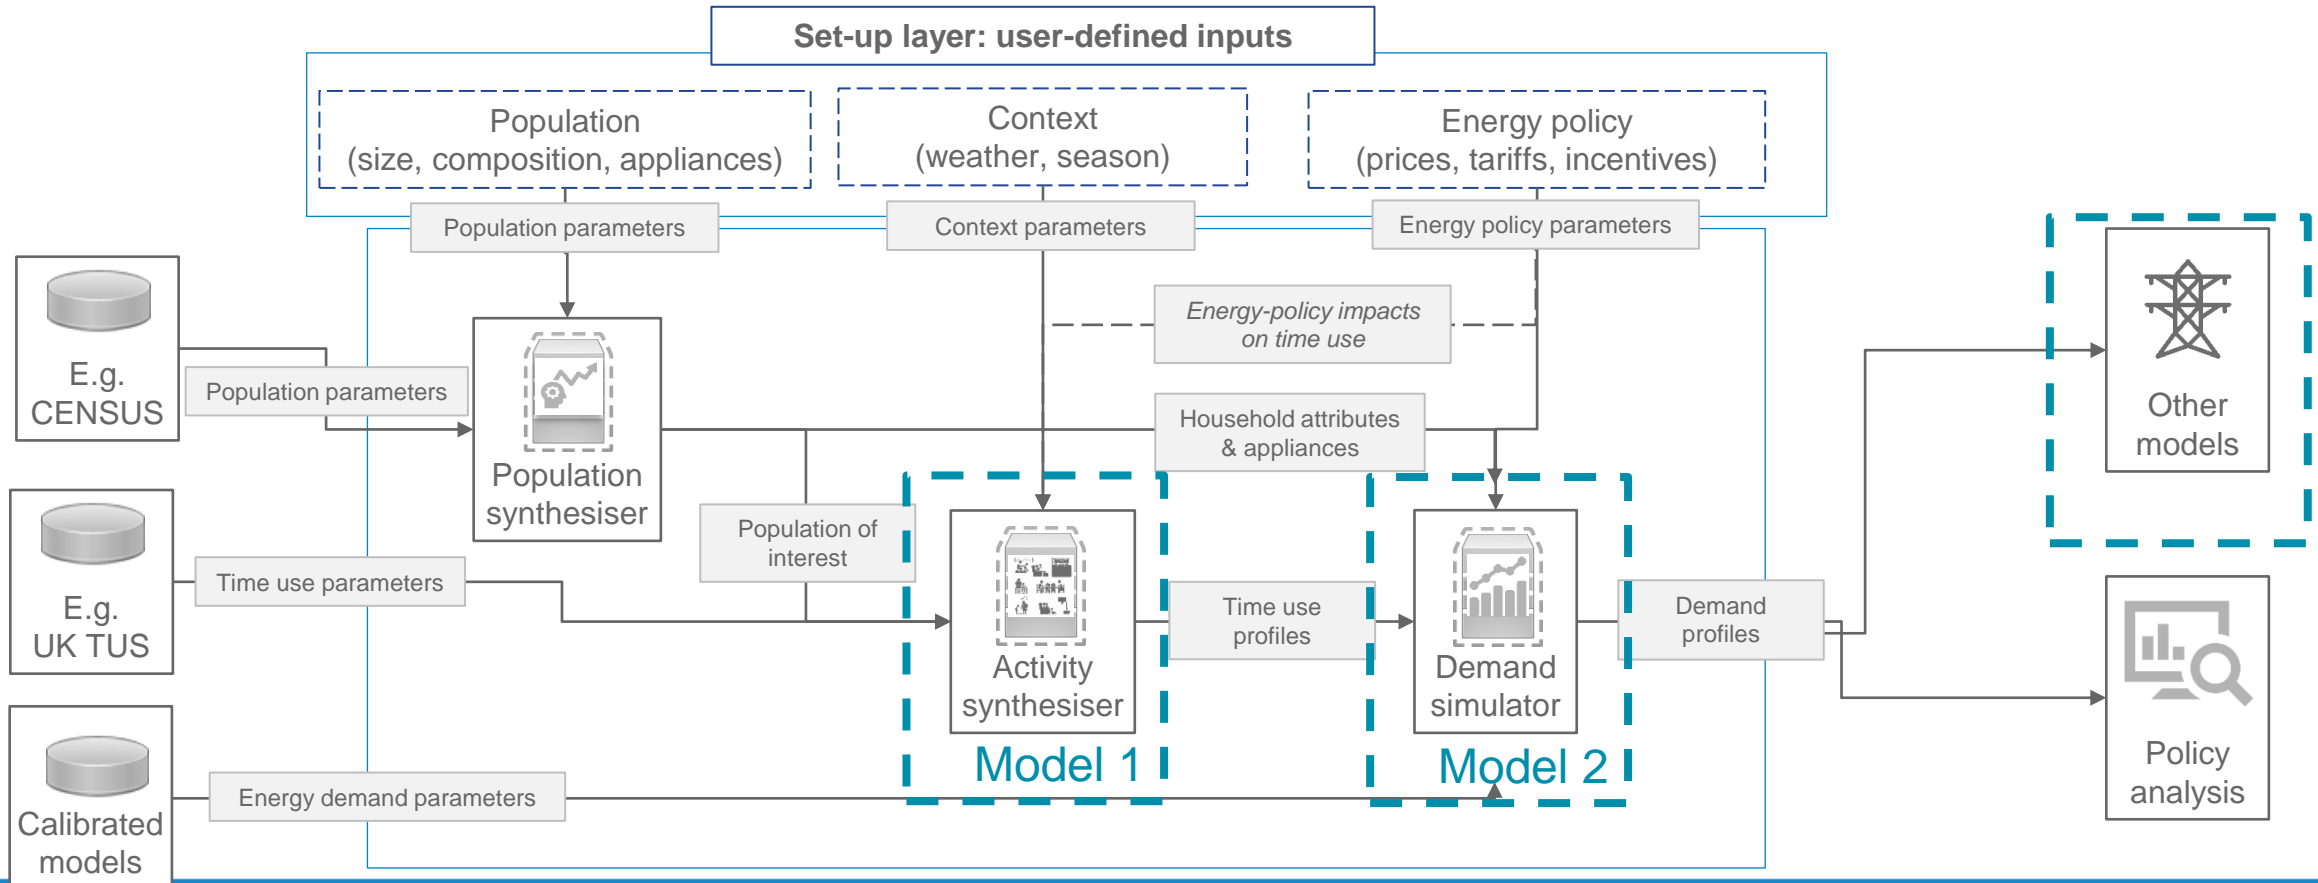 Set-up layer: user-defined inputs
Population
(size, composition, appliances)
Context
(weather, season)
Energy policy
(prices, tariffs, incentives)
Population parameters
Context parameters
Energy policy parameters
E.g.
CENSUS
Population parameters
Population
synthesiser
Energy-policy impacts
on time use
Household attributes
& appliances
Other
models
E.g.
UK TUS
Time use parameters
Population of
interest
Activity
synthesiser
Model 1
Time use
profiles
Demand
simulator
Model 2
Demand
profiles
Policy
analysis
Calibrated
models
Energy demand parameters